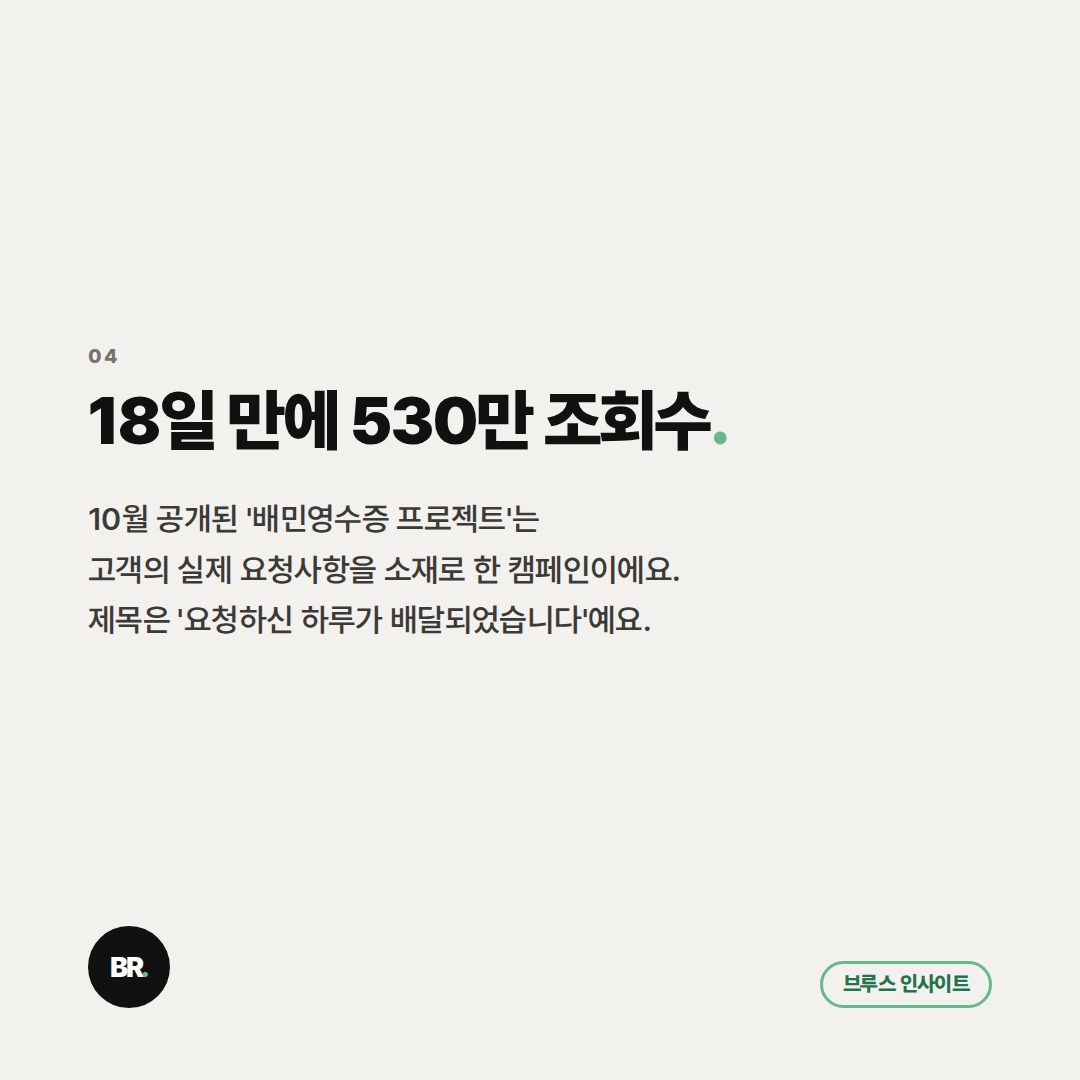 04
18일 만에 530만 조회수.
10월 공개된 '배민영수증 프로젝트'는
고객의 실제 요청사항을 소재로 한 캠페인이에요.
제목은 '요청하신 하루가 배달되었습니다'예요.
BR.
브루스 인사이트